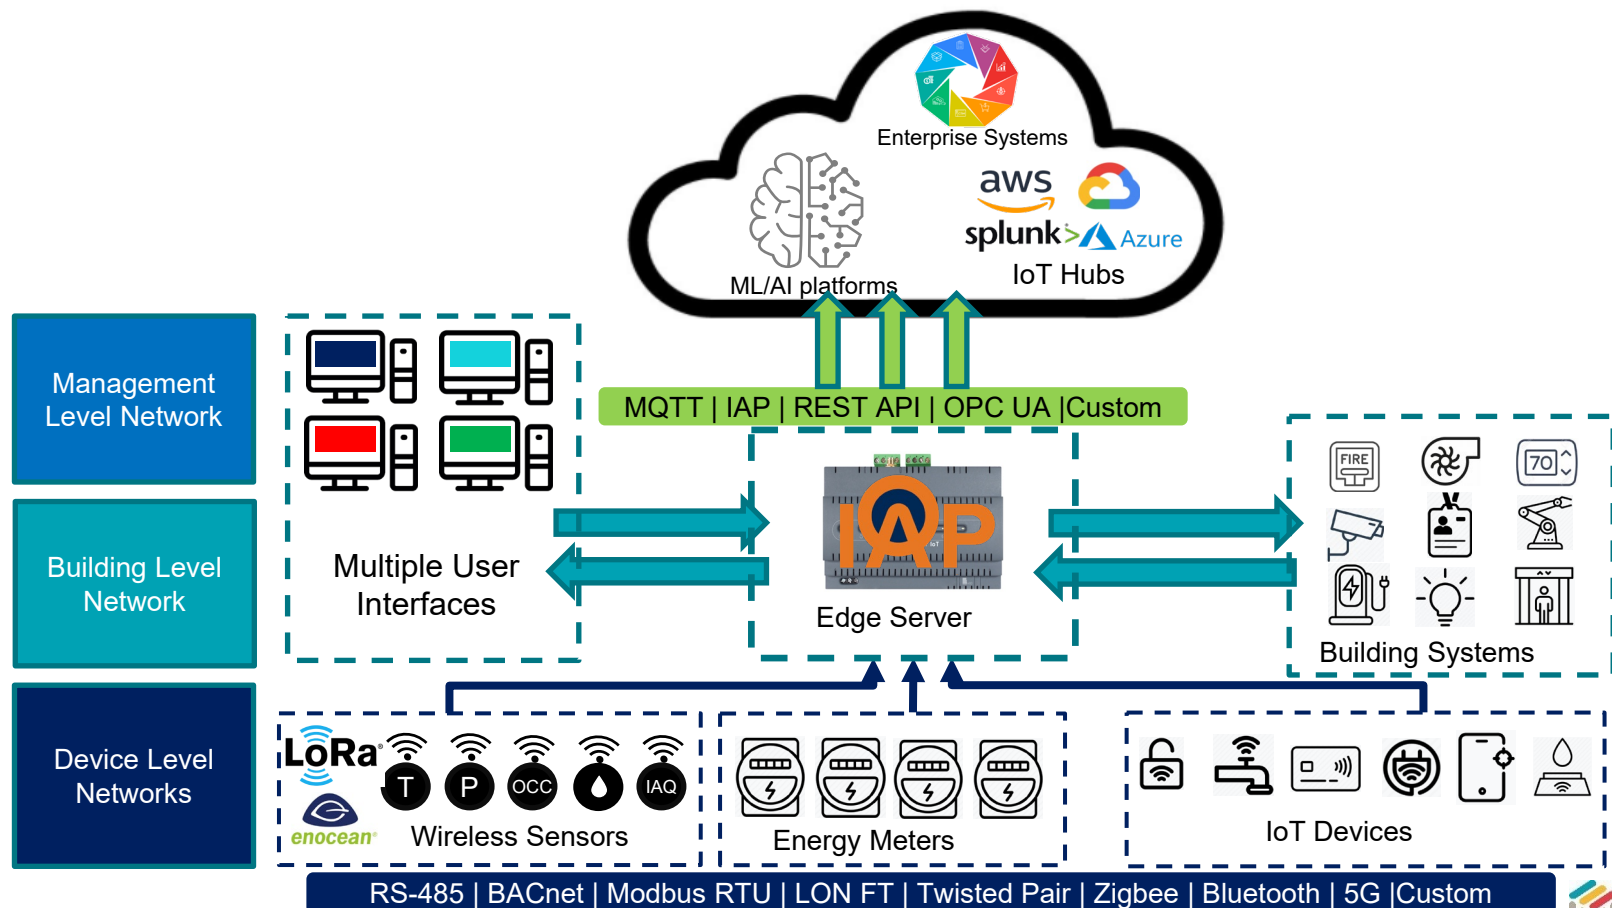 Enterprise Systems
aws
splunk>
Azure
ML/AI platforms
IoT Hubs
Management
Level Network
MQTT | IAP | REST API | OPC UA |Custom
FIRE
70
IAP
IoT
Building Level
Network
Multiple User
Interfaces
Edge Server
Building Systems
Device Level
Networks
LoRa
enocean®
T
P
OCC
IAQ
Wireless Sensors
Energy Meters
IoT Devices
RS-485 | BACnet | Modbus RTU | LON FT | Twisted Pair | Zigbee | Bluetooth | 5G |Custom